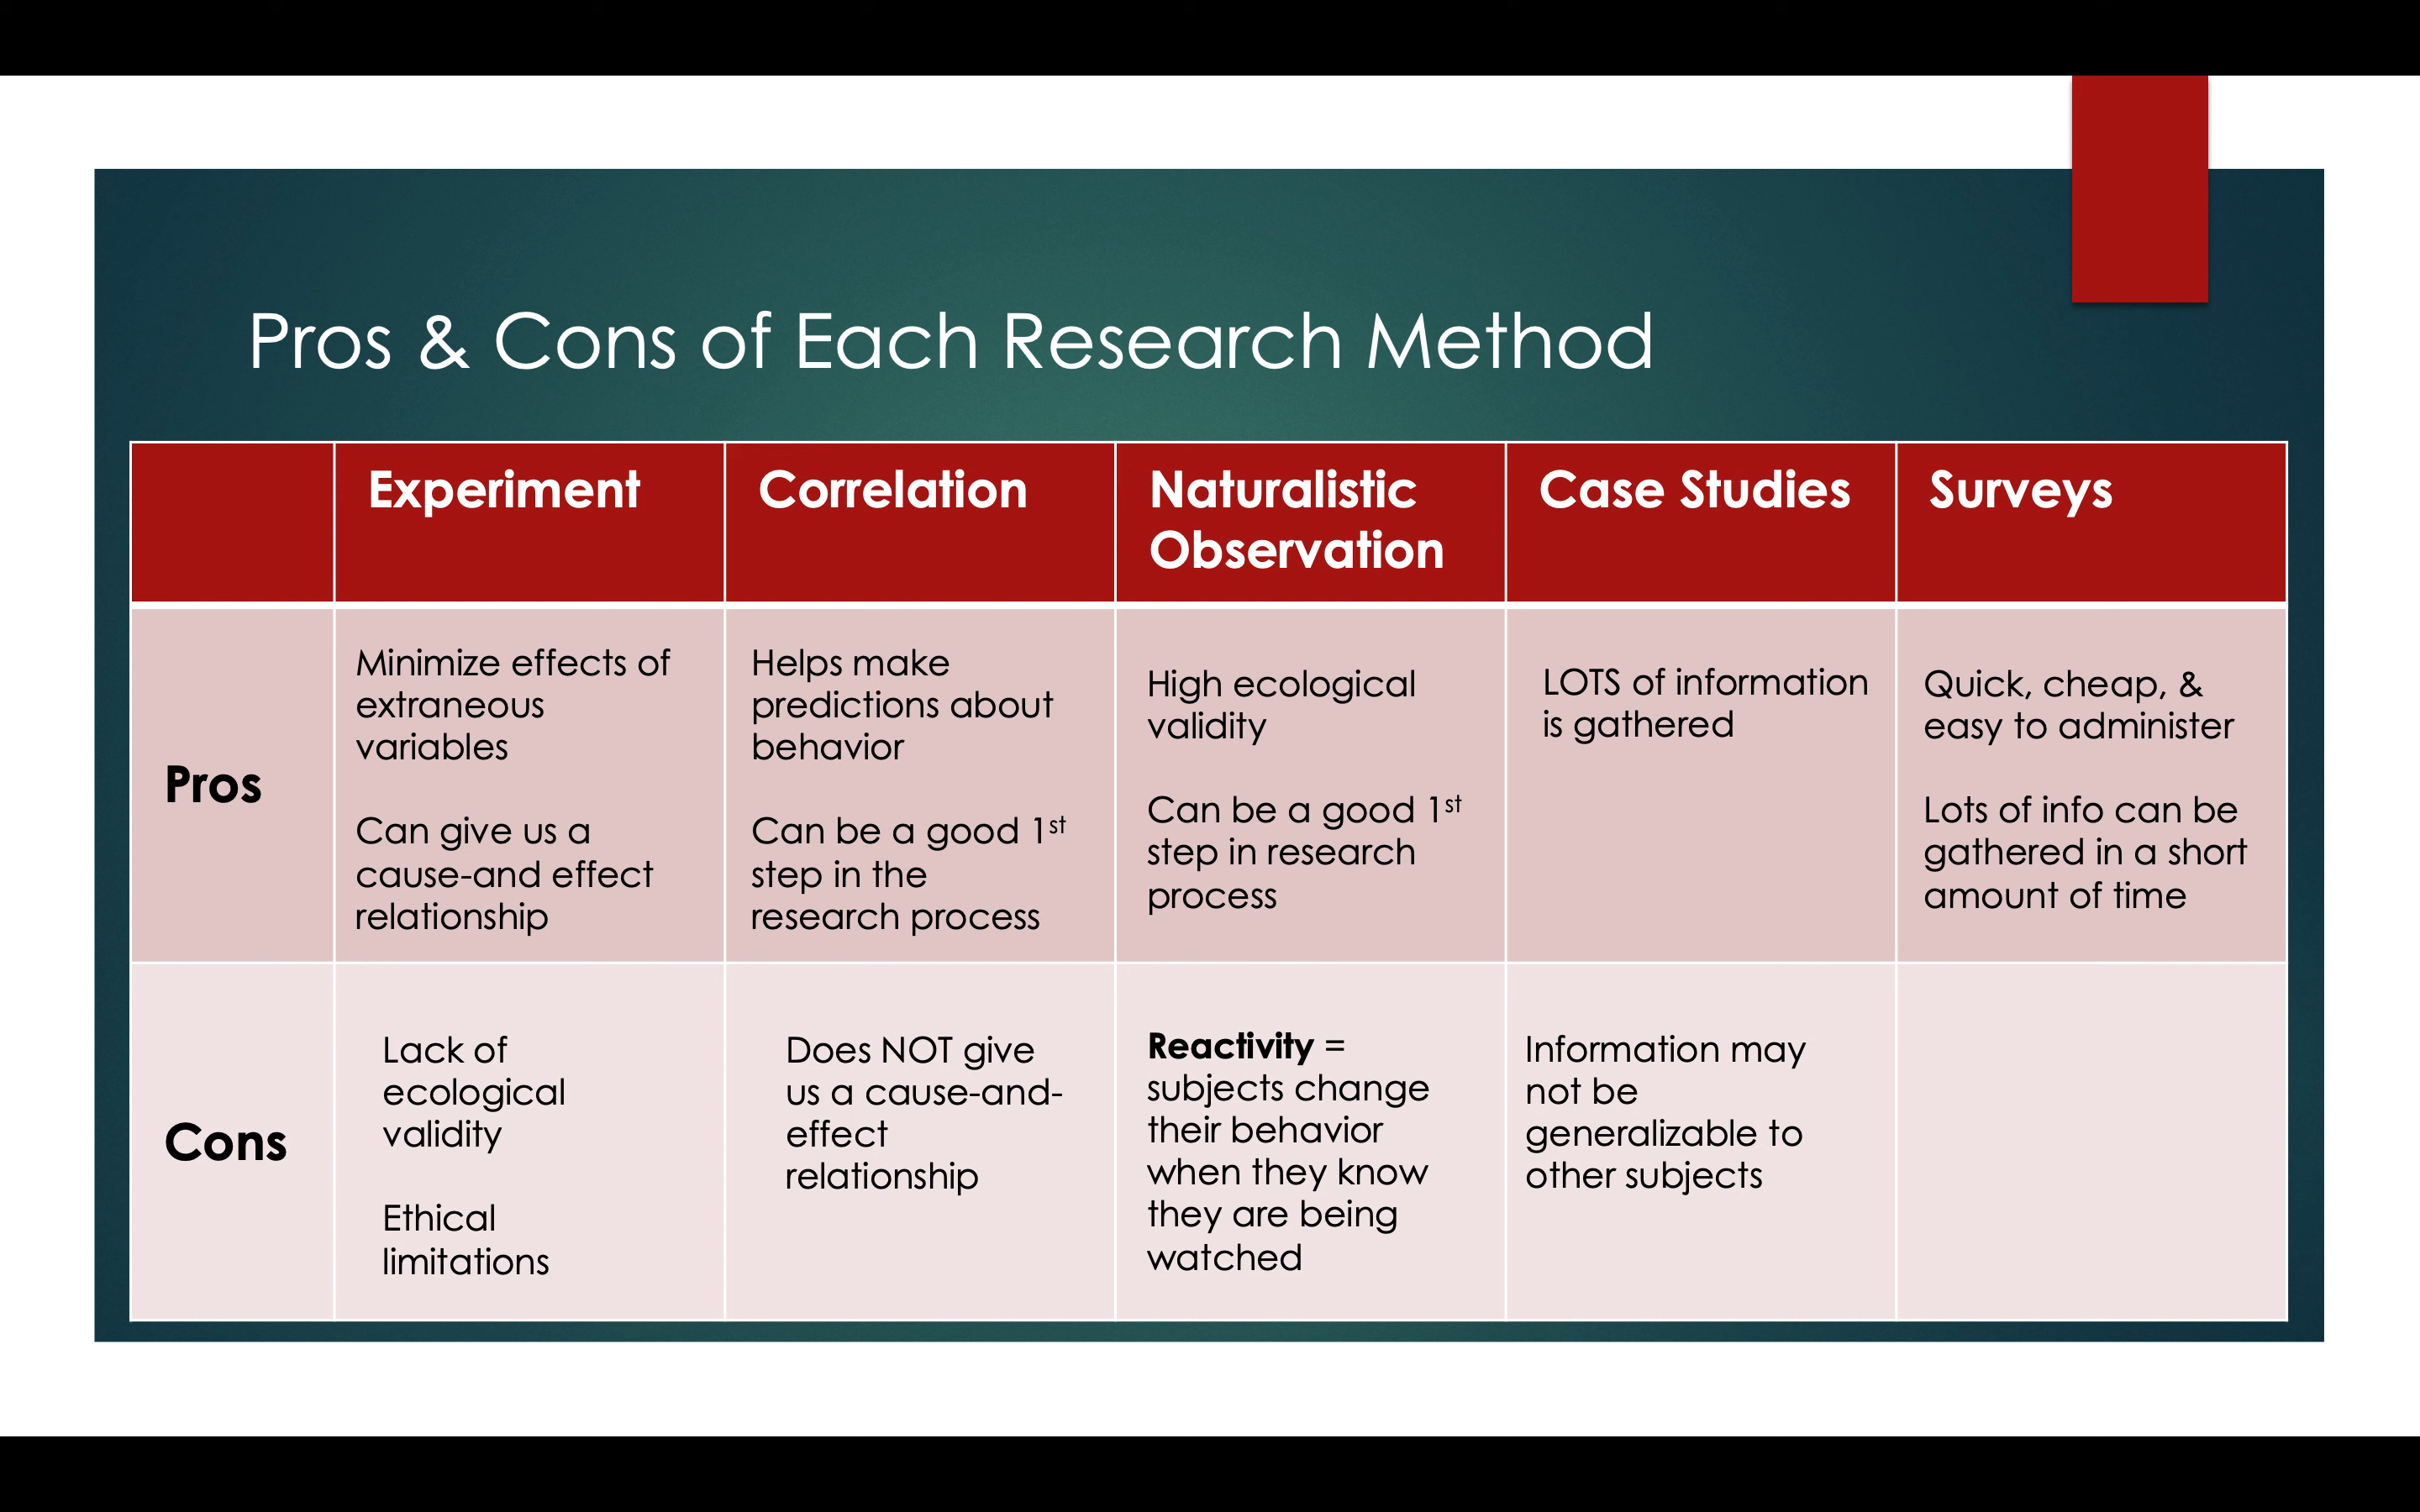 Pros & Cons of Each Research Method
Experiment
Correlation
Naturalistic
Observation
Case Studies
Surveys
Pros
Minimize effects of
extraneous
variables
Can give us a
cause-and effect
relationship
Helps make
predictions about
behavior
Can be a good 1st
step in the
research process
High ecological
validity
Can be a good 1st
step in research
process
LOTS of information
is gathered
Quick, cheap, &
easy to administer
Lots of info can be
gathered in a short
amount of time
Cons
Lack of
ecological
validity
Ethical
limitations
Does NOT give
us a cause-and-
effect
relationship
Reactivity =
subjects change
their behavior
when they know
they are being
watched
Information may
not be
generalizable to
other subjects